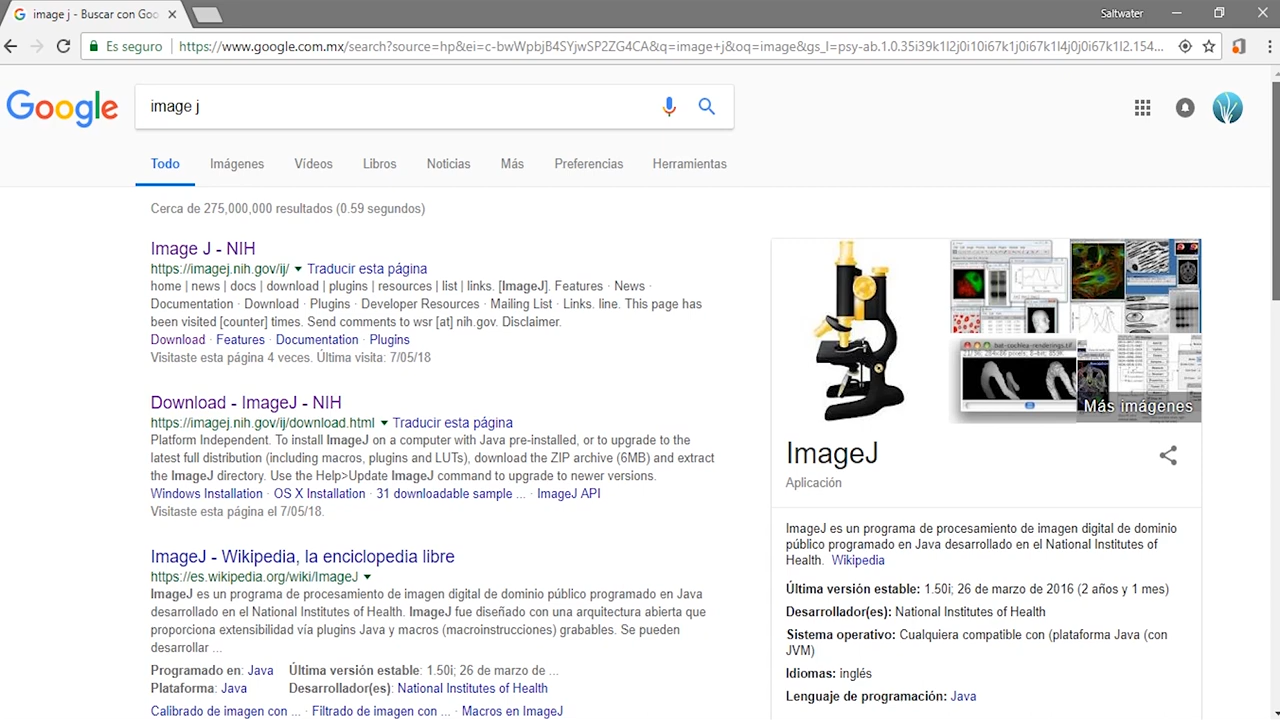 image j - Buscar con Goo
Saltwater
Es seguro
https://www.google.com.mx/search?source=hp&ei=c-bwWpbjB4SYjwSP2ZG4CA&q=image+j&oq=image&gs_l=psy-ab.1.0.35i39k1l2j0i10i67k1j0i67k1l4j0j0i67k1l2.154...
Google
image j
Todo Imágenes Vídeos Libros Noticias Más Preferencias Herramientas
Cerca de 275,000,000 resultados (0.59 segundos)
Image J - NIH
https://imagej.nih.gov/ij/ Traducir esta página
home | news | docs | download | plugins | resources | list | links. [ImageJ]. Features · News ·
Documentation · Download · Plugins · Developer Resources · Mailing List · Links. line. This page has
been visited [counter] times. Send comments to wsr [at] nih.gov. Disclaimer.
Download · Features · Documentation · Plugins
Visitaste esta página 4 veces. Última visita: 7/05/18
Download - ImageJ - NIH
https://imagej.nih.gov/ij/download.html Traducir esta página
Platform Independent. To install ImageJ on a computer with Java pre-installed, or to upgrade to the
latest full distribution (including macros, plugins and LUTs), download the ZIP archive (6MB) and extract
the ImageJ directory. Use the Help>Update ImageJ command to upgrade to newer versions.
Windows Installation · OS X Installation · 31 downloadable sample ... · ImageJ API
Visitaste esta página el 7/05/18.
ImageJ - Wikipedia, la enciclopedia libre
https://es.wikipedia.org/wiki/ImageJ
ImageJ es un programa de procesamiento de imagen digital de dominio público programado en Java
desarrollado en el National Institutes of Health. ImageJ fue diseñado con una arquitectura abierta que
proporciona extensibilidad vía plugins Java y macros (macroinstrucciones) grabables. Se pueden
desarrollar ...
Programado en: Java Última versión estable: 1.50i; 26 de marzo de ...
Plataforma: Java Desarrollador(es): National Institutes of Health
Calibrado de imagen con ... · Filtrado de imagen con ... · Macros en ImageJ
bat-cochlea-renderings.tif
Más imágenes
ImageJ
Aplicación
ImageJ es un programa de procesamiento de imagen digital de dominio
público programado en Java desarrollado en el National Institutes of
Health. Wikipedia
Última versión estable: 1.50i; 26 de marzo de 2016 (2 años y 1 mes)
Desarrollador(es): National Institutes of Health
Sistema operativo: Cualquiera compatible con (plataforma Java (con
JVM)
Idiomas: inglés
Lenguaje de programación: Java